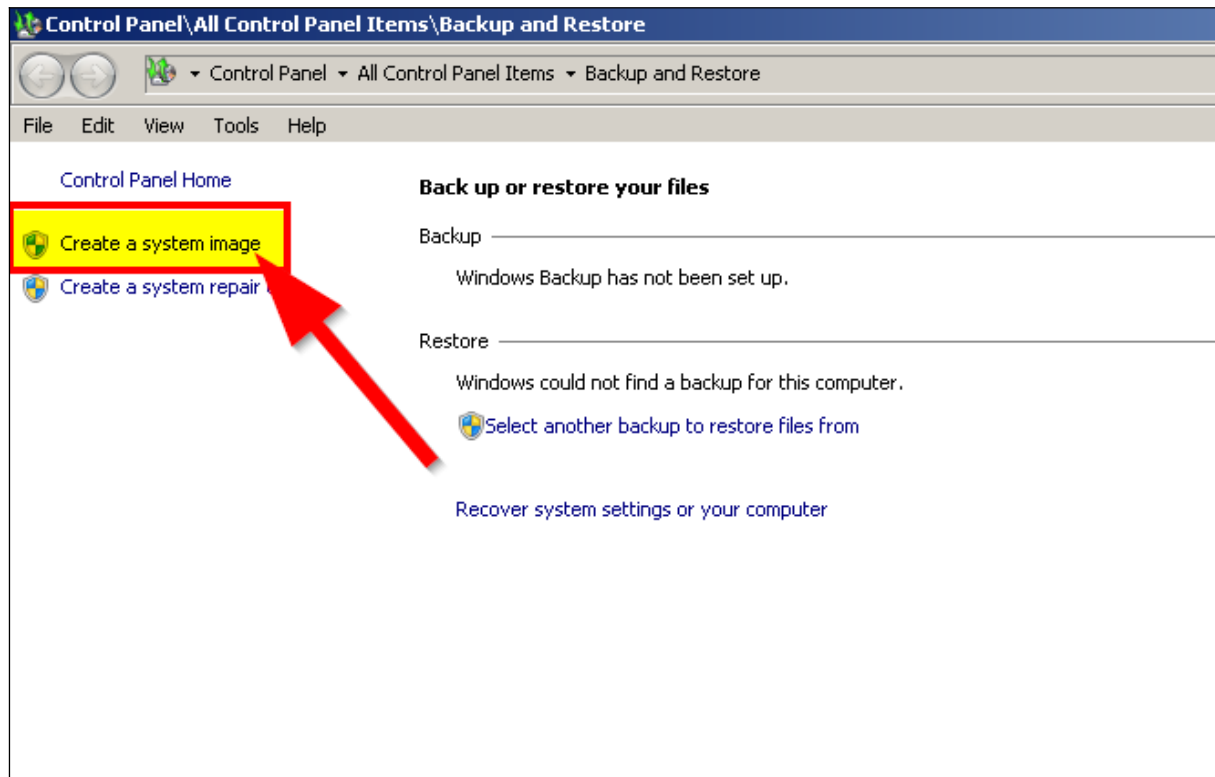 Control Panel\All Control Panel Items\Backup and Restore
Control Panel All Control Panel Items Backup and Restore
File Edit View Tools Help
Control Panel Home
Create a system image
Create a system repair
Back up or restore your files
Backup
Windows Backup has not been set up.
Restore
Windows could not find a backup for this computer.
Select another backup to restore files from
Recover system settings or your computer